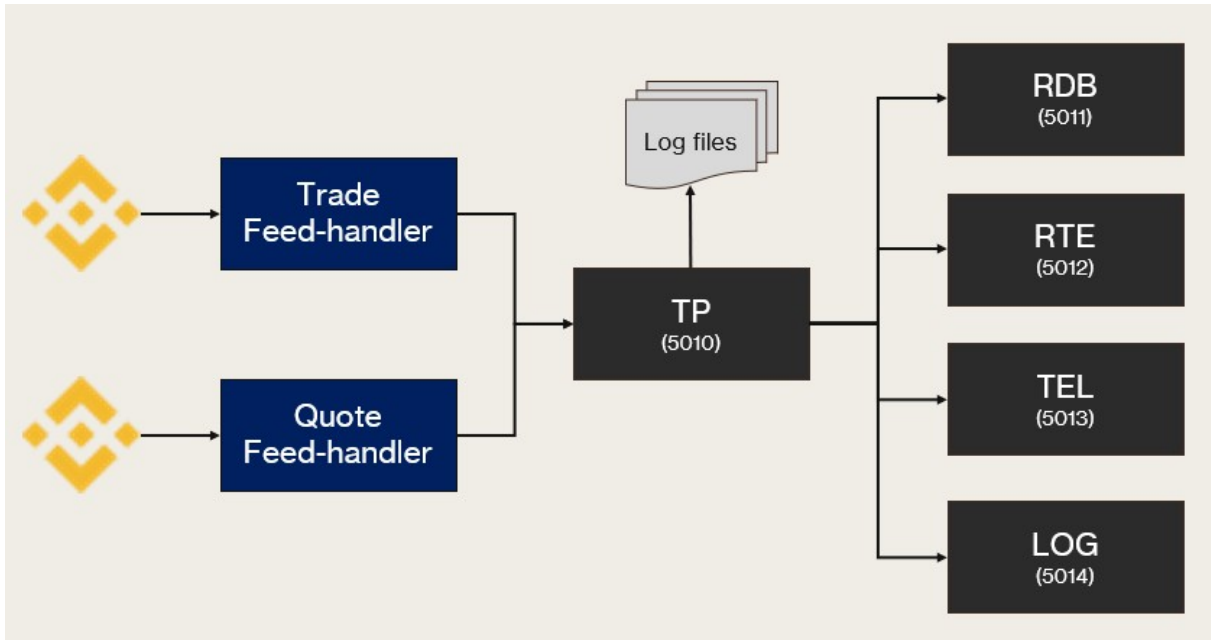 Trade
Feed-handler
Quote
Feed-handler
Log files
TP
(5010)
RDB
(5011)
RTE
(5012)
TEL
(5013)
LOG
(5014)